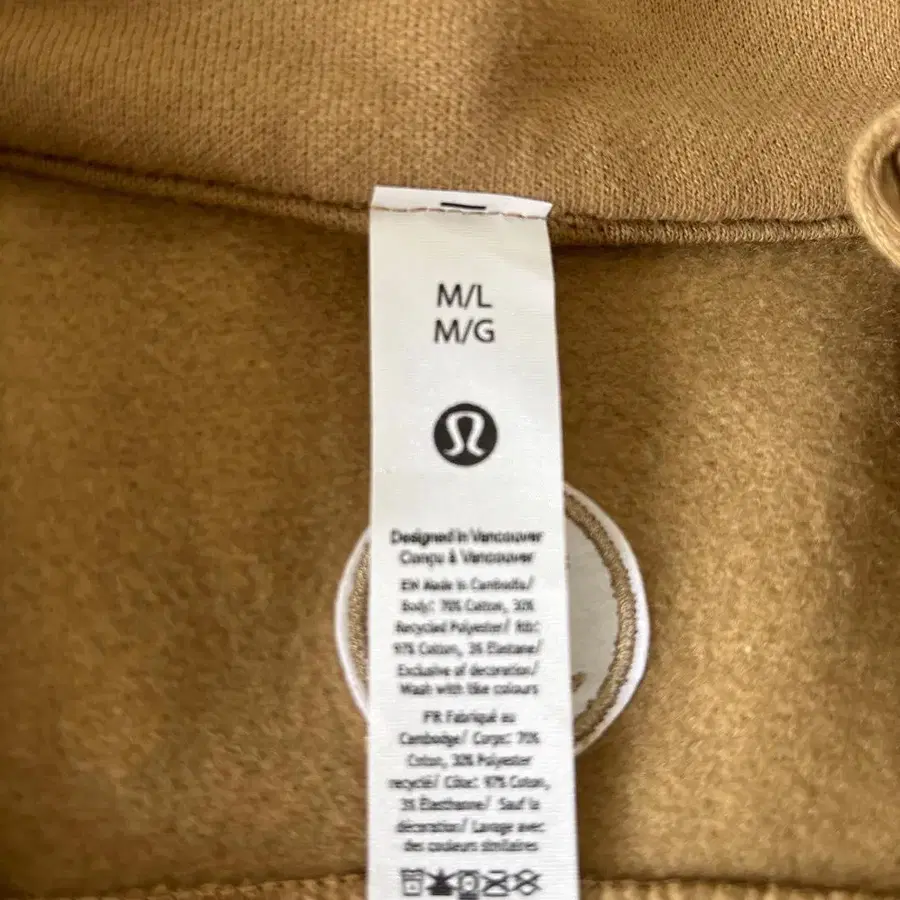 M/L
M/G
Designed in Vancouver
Conçu à Vancouver
EN Made in Cambodia/
Body: 70% Cotton, 30%
Recycled Polyester/ Rib:
97% Cotton, 3% Elastane/
Exclusive of decoration/
Wash with like colours
FR Fabriqué au
Cambodge/ Corps: 70%
Coton, 30% Polyester
recyclé/ Côte: 97% Coton,
3% Élasthanne/ Sauf la
décoration/ Lavage avec
des couleurs similaires